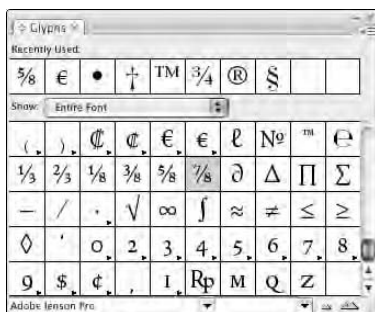 Glyphs
Recently Used:
⅝ € • † ™ ¾ ® §
Show: Entire Font
( ) ₡ ₡ € € ℓ № ™ ℮
⅓ ⅔ ⅛ ⅜ ⅝ ⅞ ∂ Δ ∏ Σ
— / · √ ∞ ∫ ≈ ≠ ≤ ≥
◊ ' 0 2 3 4 5 6 7 8
9 $ ¢ , I Rp M Q Z
Adobe Jenson Pro